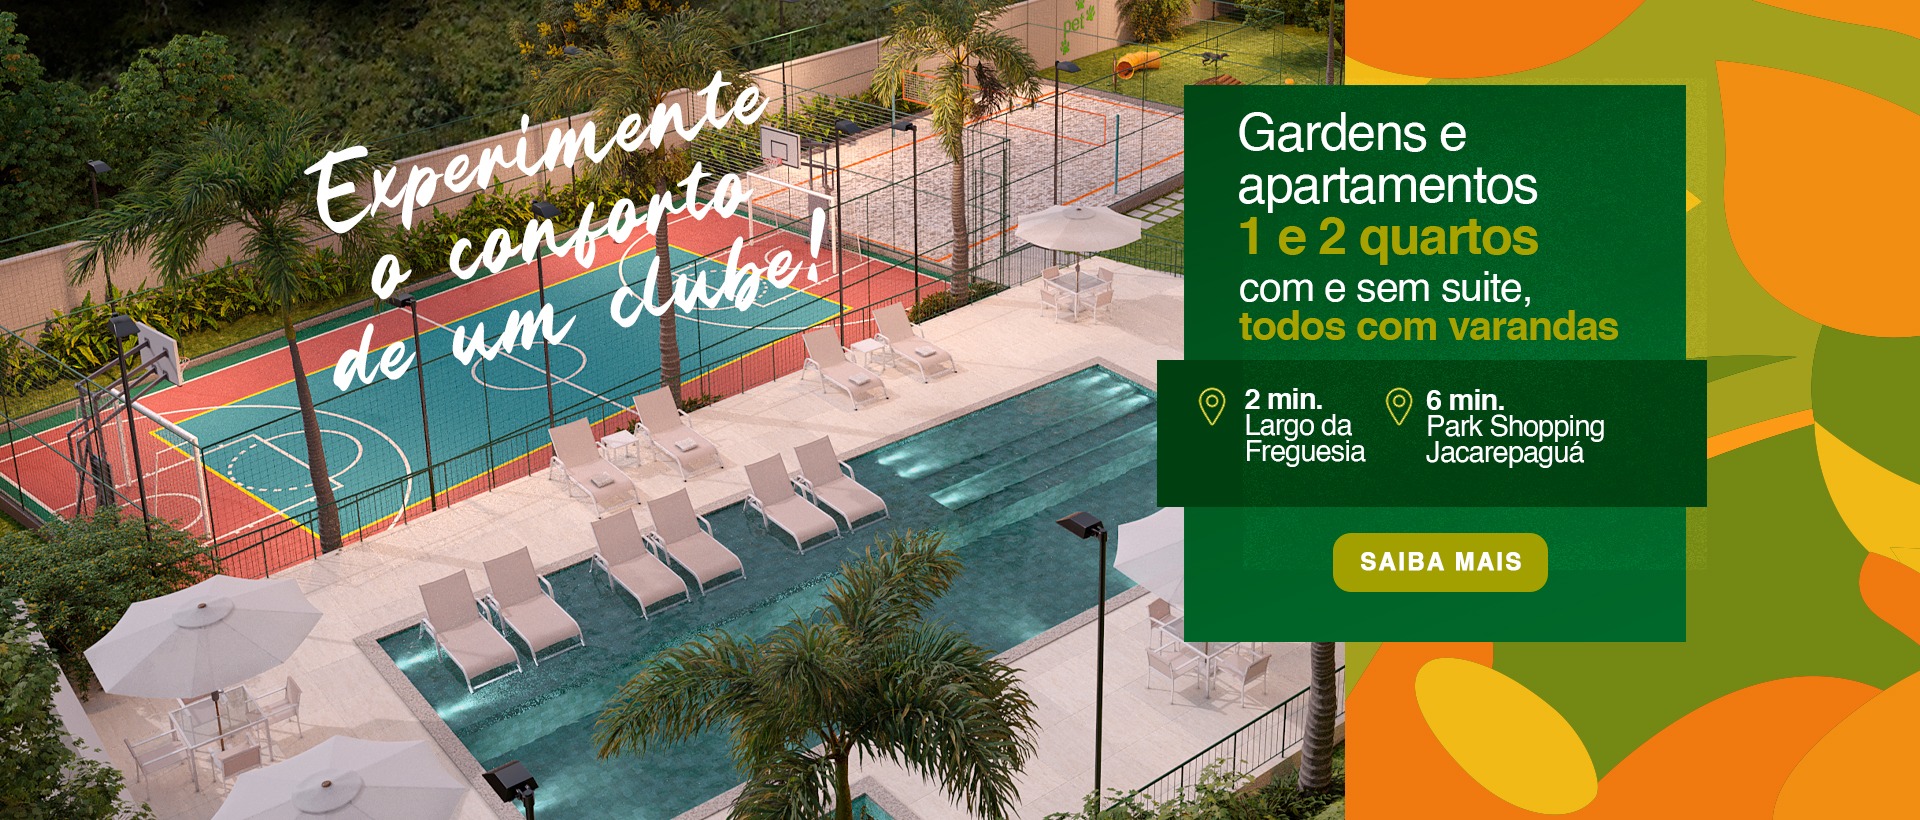 pet
Experimente
o conforto
de um clube!
Gardens e
apartamentos
1 e 2 quartos
com e sem suite,
todos com varandas
2 min.
Largo da
Freguesia
6 min.
Park Shopping
Jacarepaguá
SAIBA MAIS